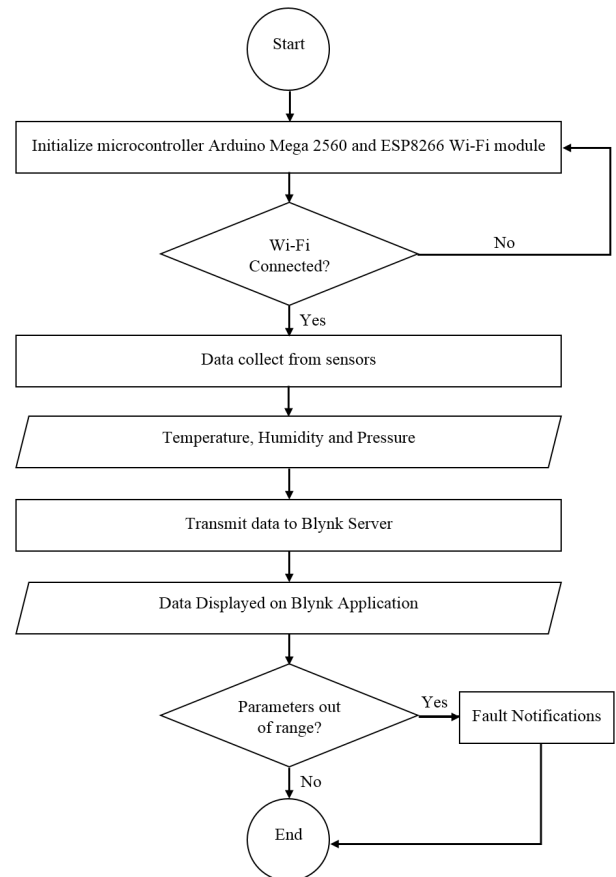 Start
Initialize microcontroller Arduino Mega 2560 and ESP8266 Wi-Fi module
Wi-Fi
Connected?
No
Yes
Data collect from sensors
Temperature, Humidity and Pressure
Transmit data to Blynk Server
Data Displayed on Blynk Application
Parameters out
of range?
Yes
Fault Notifications
No
End